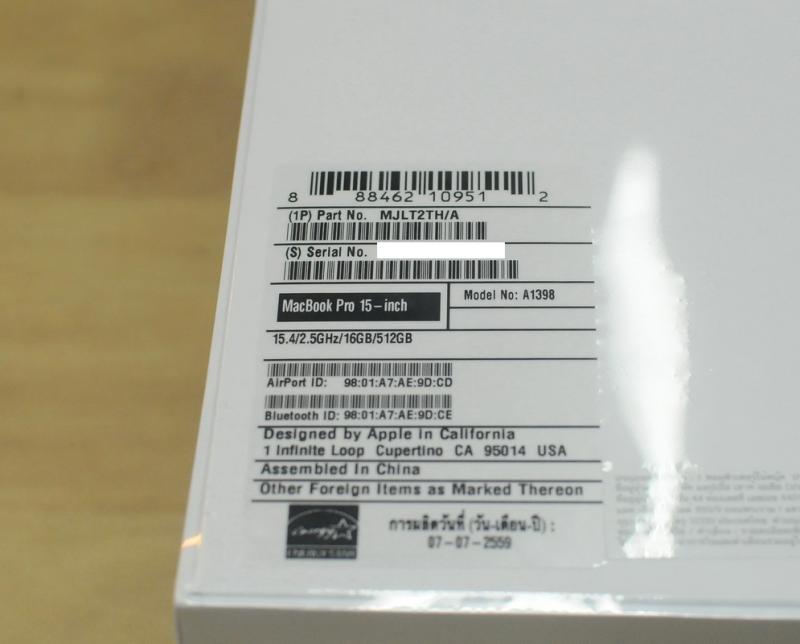 8 88462 10951 2
(1P) Part No. MJLT2TH/A
(S) Serial No.
MacBook Pro 15-inch
Model No: A1398
15.4/2.5GHz/16GB/512GB
AirPort ID: 98:01:A7:AE:9D:CD
Bluetooth ID: 98:01:A7:AE:9D:CE
Designed by Apple in California
1 Infinite Loop Cupertino CA 95014 USA
Assembled In China
Other Foreign Items as Marked Thereon
ENERGY STAR
การผลิตวันที่ (วัน-เดือน-ปี) :
07-07-2559